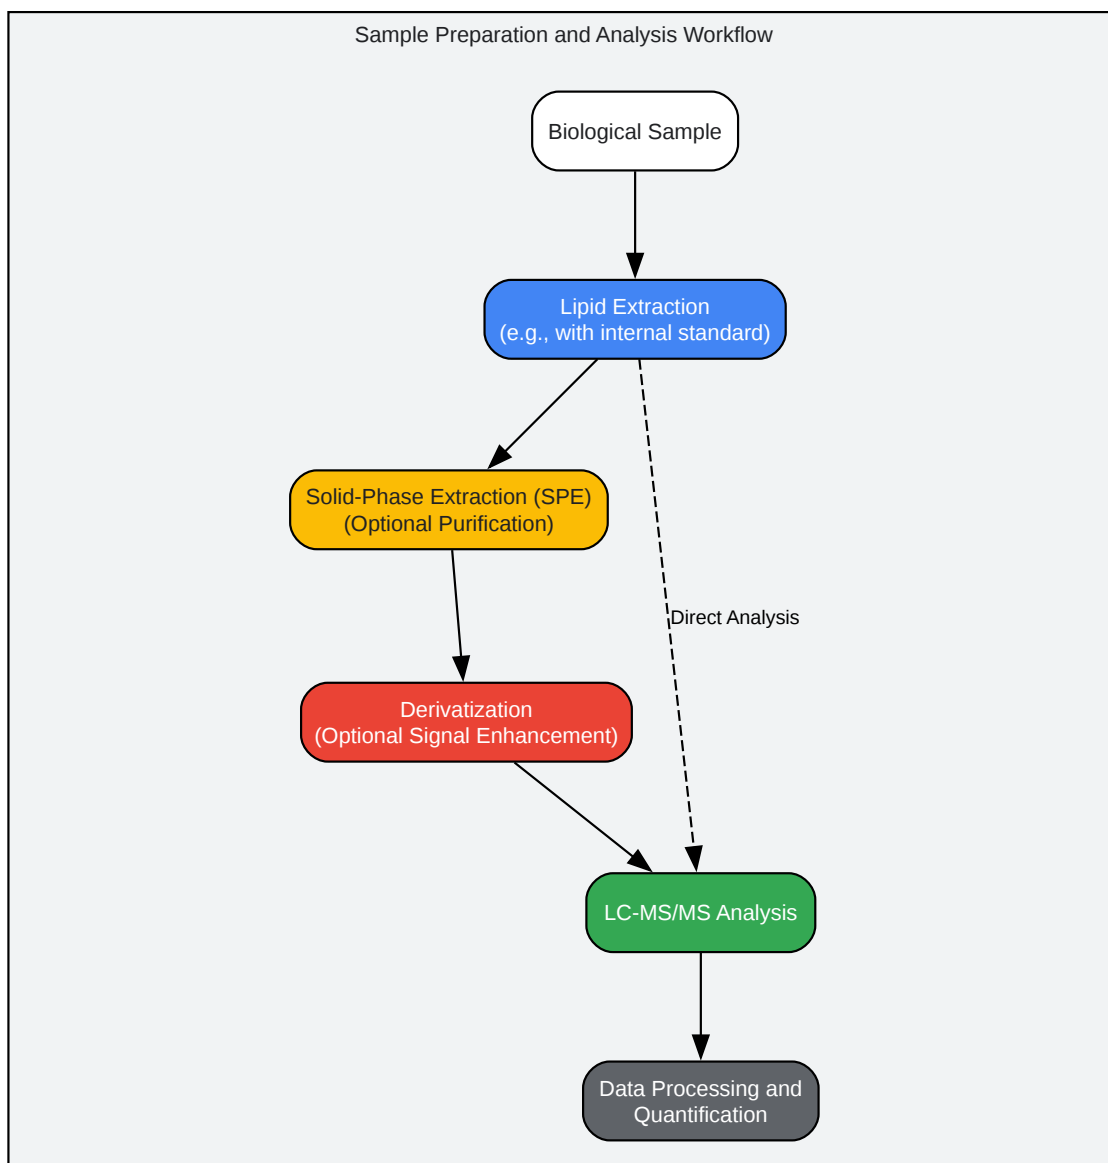 Sample Preparation and Analysis Workflow
Biological Sample
Lipid Extraction
(e.g., with internal standard)
Solid-Phase Extraction (SPE)
(Optional Purification)
Direct Analysis
Derivatization
(Optional Signal Enhancement)
LC-MS/MS Analysis
Data Processing and
Quantification